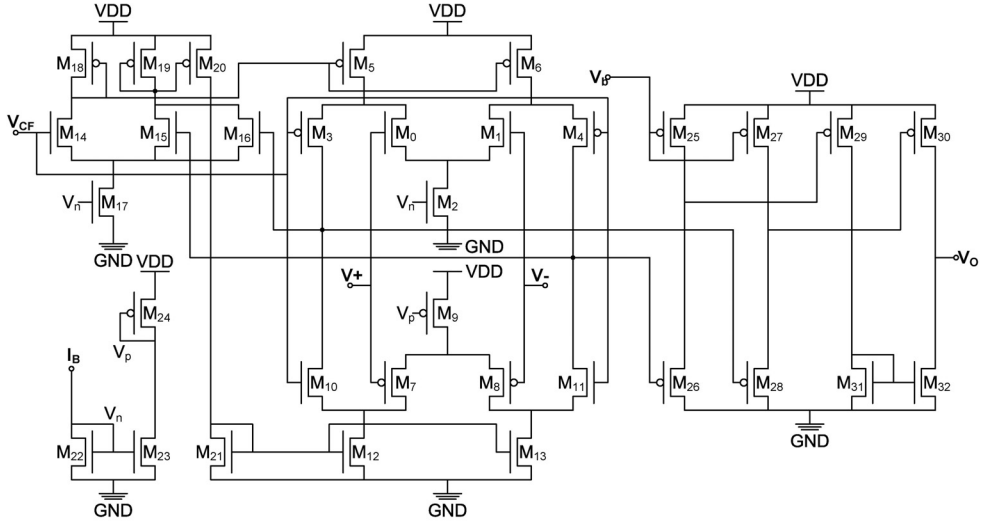 VDD VDD
M18 M19 M20 M5 M6
Vb VDD
VCF M14 M15 M16 M3 M0 M1 M4 M25 M27 M29 M30
Vn M17 Vn M2
GND GND
VDD V+ VDD V- VO
M24 Vp M9
Vp
IB M10 M7 M8 M11 M26 M28 M31 M32
Vn GND
M22 M23 M21 M12 M13
GND GND